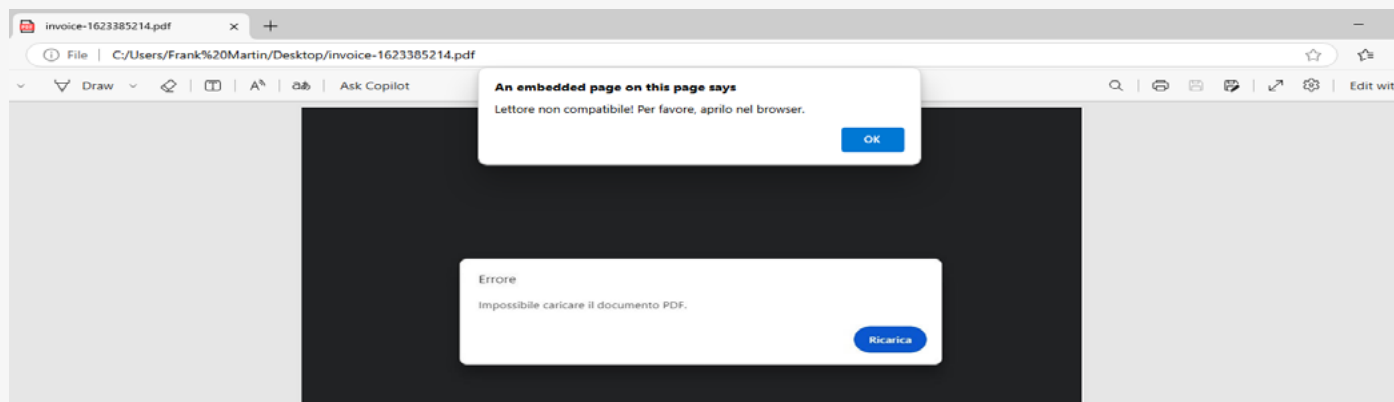 invoice-1623385214.pdf
File | C:/Users/Frank%20Martin/Desktop/invoice-1623385214.pdf
Draw | Ask Copilot Edit wit
An embedded page on this page says
Lettore non compatibile! Per favore, aprilo nel browser.
OK
Errore
Impossibile caricare il documento PDF.
Ricarica